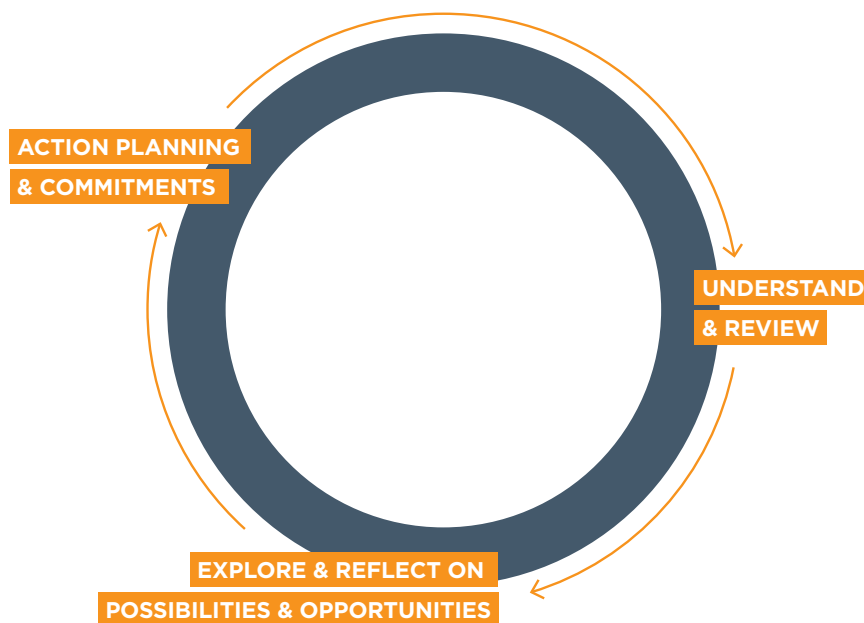 ACTION PLANNING
& COMMITMENTS
UNDERSTAND
& REVIEW
EXPLORE & REFLECT ON
POSSIBILITIES & OPPORTUNITIES